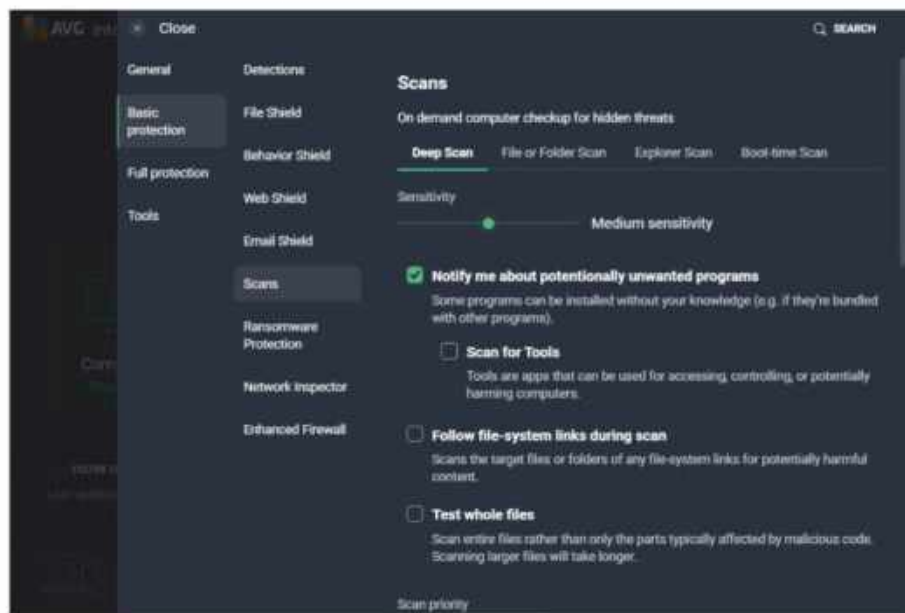 AVG
Close
SEARCH
General
Basic
protection
Full protection
Tools
Detections
File Shield
Behavior Shield
Web Shield
Email Shield
Scans
Ransomware
Protection
Network Inspector
Enhanced Firewall
Scans
On demand computer checkup for hidden threats
Deep Scan File or Folder Scan Explorer Scan Boot-time Scan
Sensitivity
Medium sensitivity
Notify me about potentially unwanted programs
Some programs can be installed without your knowledge (e.g. if they're bundled
with other programs).
Scan for Tools
Tools are apps that can be used for accessing, controlling, or potentially
harming computers.
Follow file-system links during scan
Scans the target files or folders of any file-system links for potentially harmful
content.
Test whole files
Scan entire files rather than only the parts typically affected by malicious code.
Scanning larger files will take longer.
Scan priority